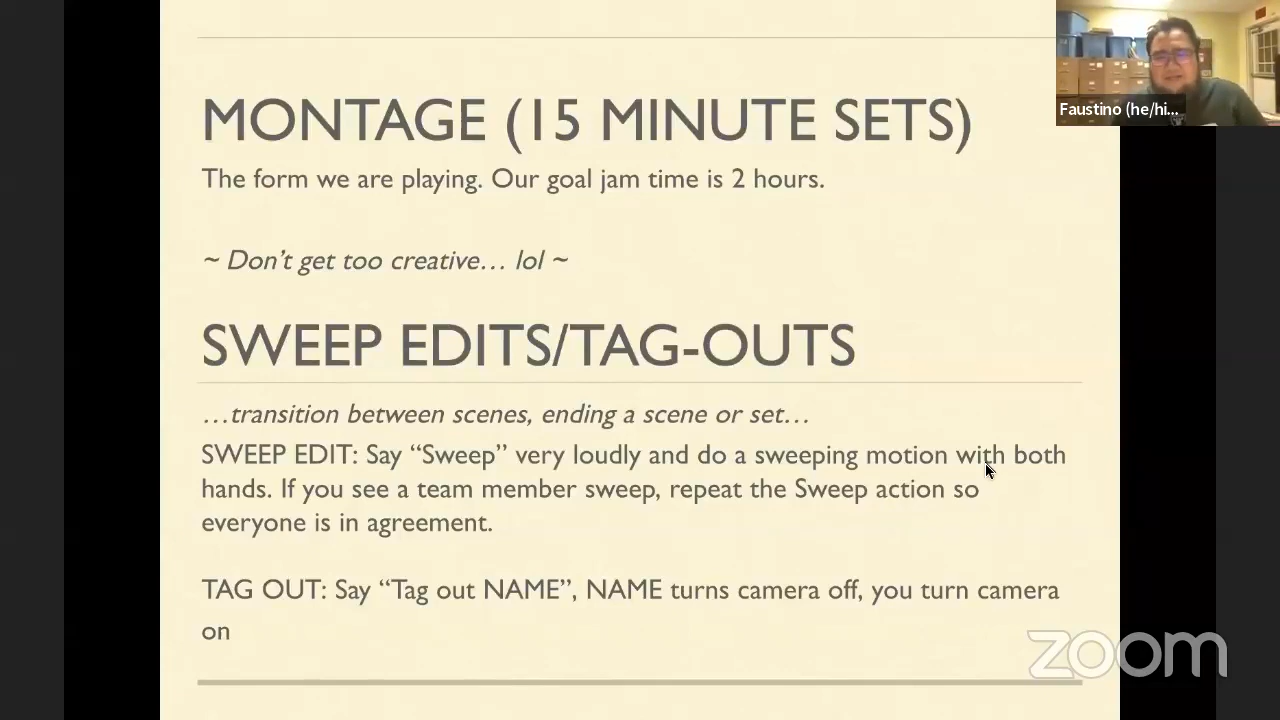 Faustino (he/hi...
MONTAGE (15 MINUTE SETS)
The form we are playing. Our goal jam time is 2 hours.
~ Don’t get too creative… lol ~
SWEEP EDITS/TAG-OUTS
…transition between scenes, ending a scene or set…
SWEEP EDIT: Say “Sweep” very loudly and do a sweeping motion with both
hands. If you see a team member sweep, repeat the Sweep action so
everyone is in agreement.
TAG OUT: Say “Tag out NAME”, NAME turns camera off, you turn camera
on
zoom